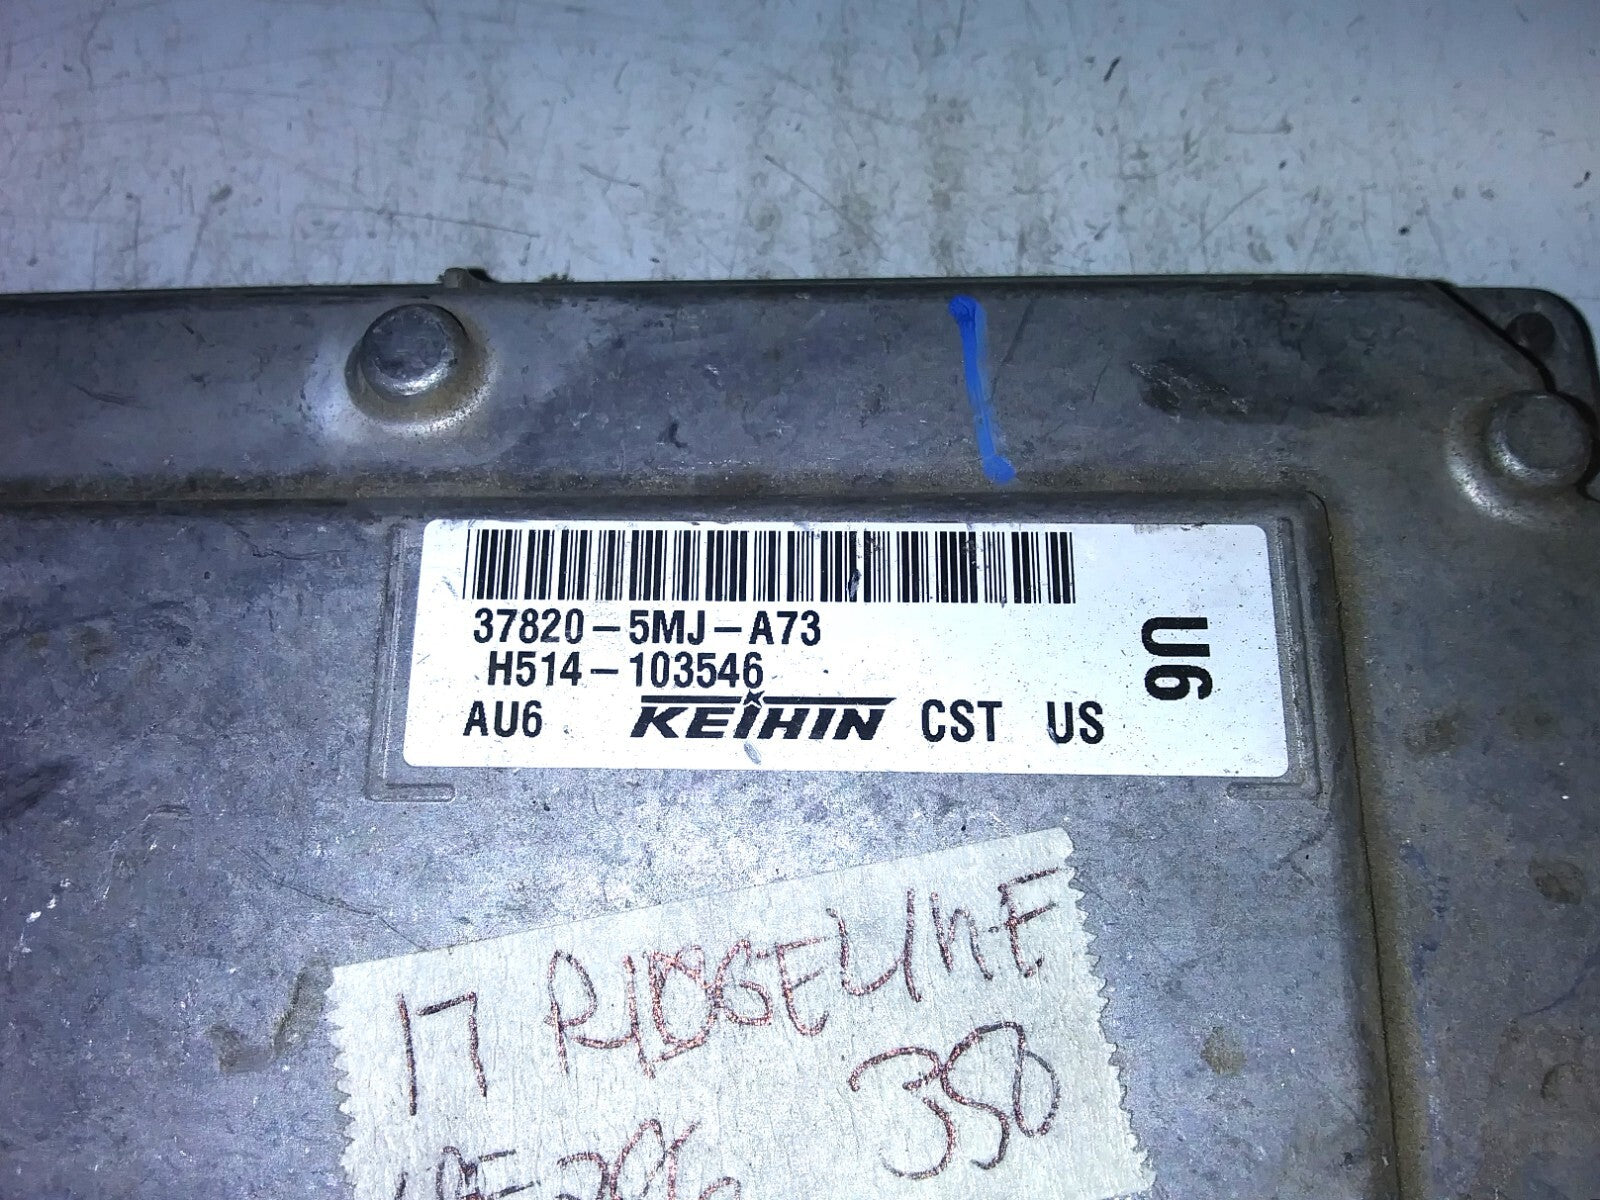 37820-5MJ-A73
H514-103546
AU6 KEIHIN CST US
U6
17 RIDGELINE
350